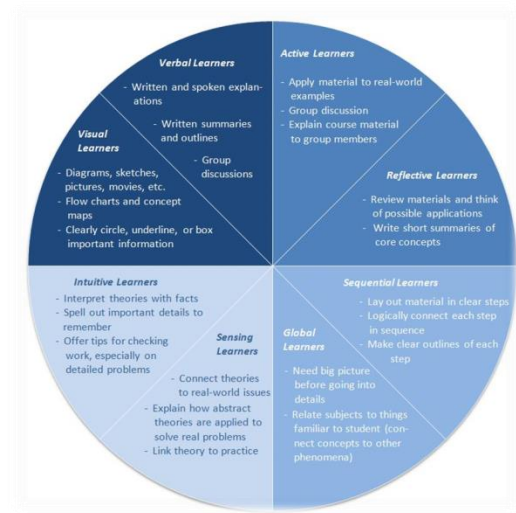 Verbal Learners
- Written and spoken explan-
ations
- Written summaries
and outlines
- Group
discussions
Active Learners
- Apply material to real-world
examples
- Group discussion
- Explain course material
to group members
Visual
Learners
- Diagrams, sketches,
pictures, movies, etc.
- Flow charts and concept
maps
- Clearly circle, underline, or box
important information
Reflective Learners
- Review materials and think
of possible applications
- Write short summaries of
core concepts
Intuitive Learners
- Interpret theories with facts
- Spell out important details to
remember
- Offer tips for checking
work, especially on
detailed problems
Sensing
Learners
- Connect theories
to real-world issues
- Explain how abstract
theories are applied to
solve real problems
- Link theory to practice
Global
Learners
- Need big picture
before going into
details
- Relate subjects to things
familiar to student (con-
nect concepts to other
phenomena)
Sequential Learners
- Lay out material in clear steps
- Logically connect each step
in sequence
- Make clear outlines of each
step